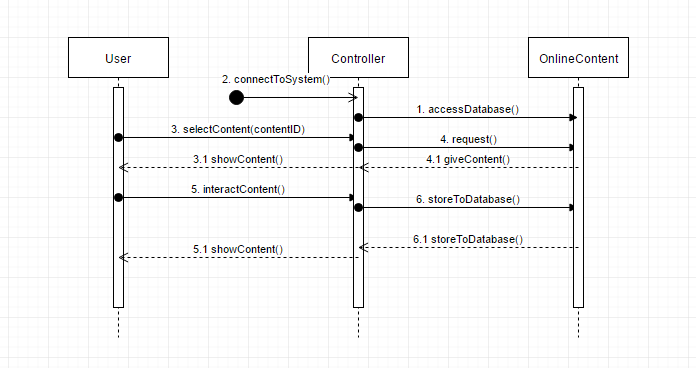 User
Controller
OnlineContent
2. connectToSystem()
1. accessDatabase()
3. selectContent(contentID)
4. request()
3.1 showContent()
4.1 giveContent()
5. interactContent()
6. storeToDatabase()
6.1 storeToDatabase()
5.1 showContent()